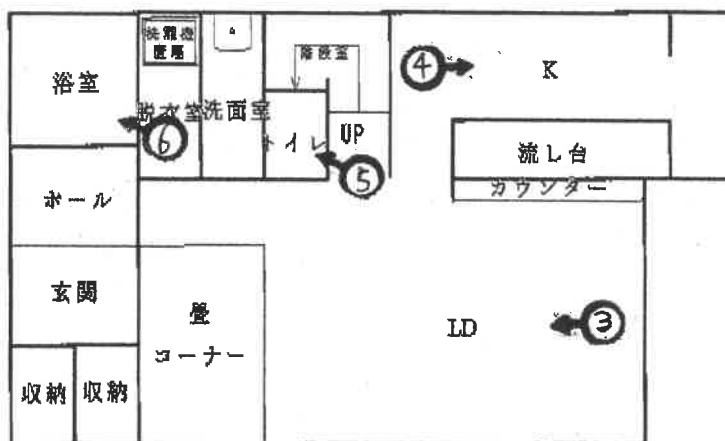 洗濯機
置場
階段室
④
K
浴室
脱衣室
洗面室
⑥
トイレ
UP
⑤
流し台
カウンター
ホール
玄関
畳
コーナー
LD
③
収納
収納